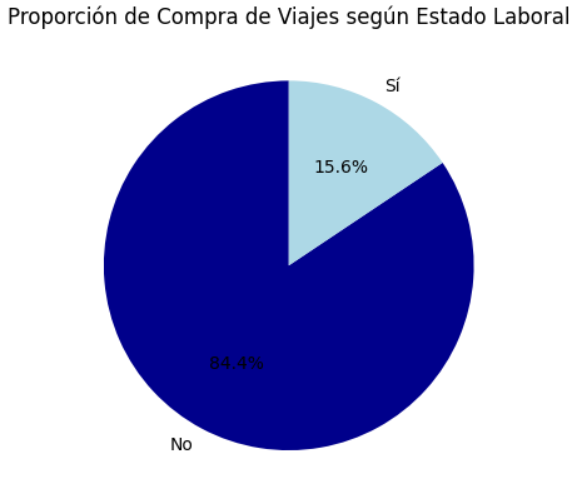 Proporción de Compra de Viajes según Estado Laboral
Sí
15.6%
84.4%
No